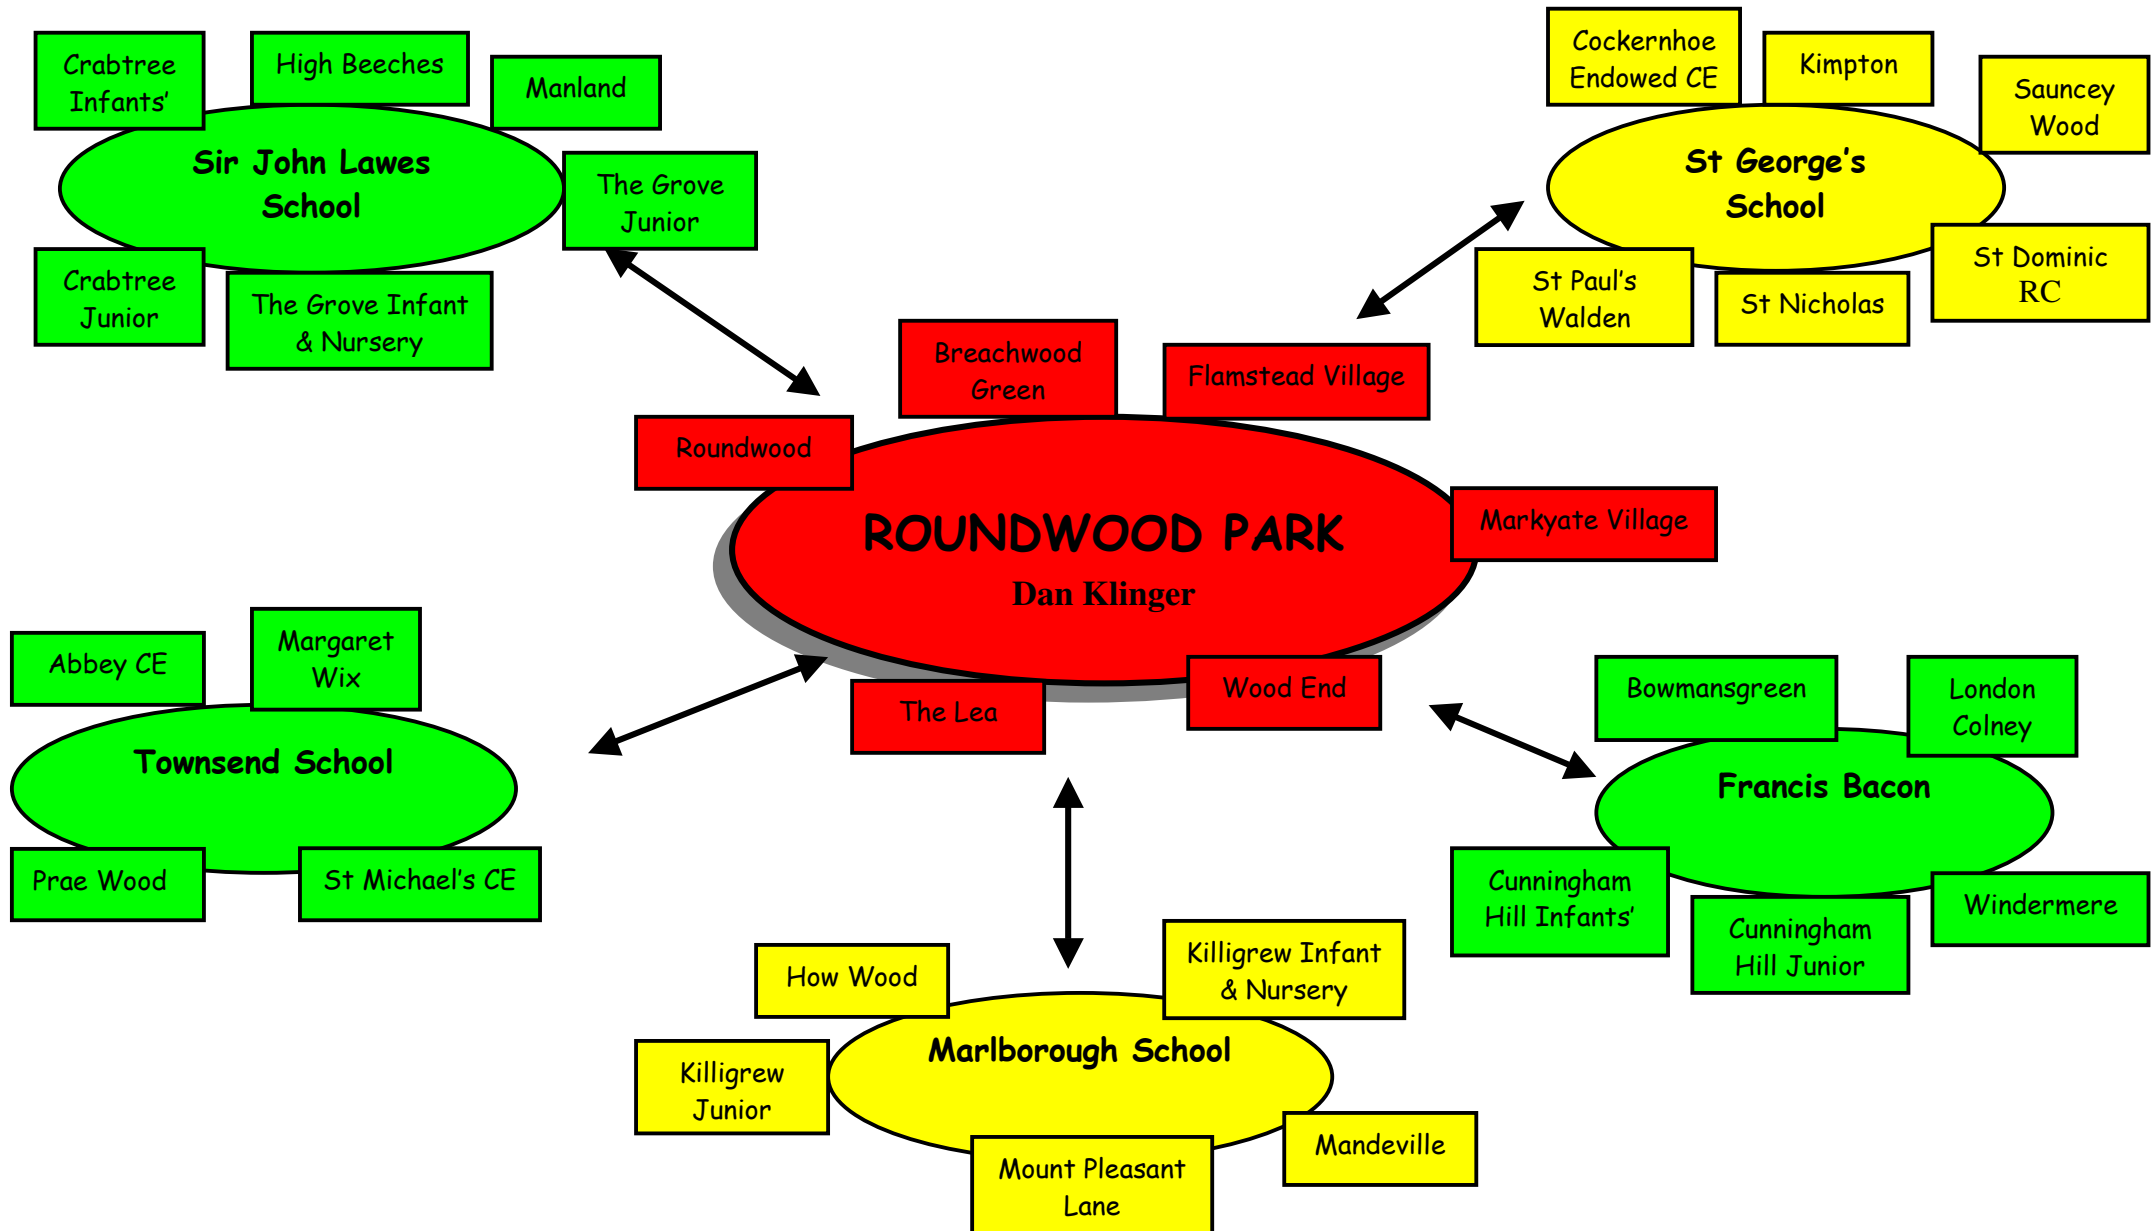 Crabtree
Infants'
High Beeches
Manland
Sir John Lawes
School
The Grove
Junior
Crabtree
Junior
The Grove Infant
& Nursery
Cockernhoe
Endowed CE
Kimpton
Sauncey
Wood
St George's
School
St Paul's
Walden
St Nicholas
St Dominic
RC
Breachwood
Green
Flamstead Village
Roundwood
Markyate Village
ROUNDWOOD PARK
Dan Klinger
The Lea
Wood End
Abbey CE
Margaret
Wix
Townsend School
Prae Wood
St Michael's CE
Bowmansgreen
London
Colney
Francis Bacon
Cunningham
Hill Infants'
Cunningham
Hill Junior
Windermere
How Wood
Killigrew Infant
& Nursery
Marlborough School
Killigrew
Junior
Mount Pleasant
Lane
Mandeville